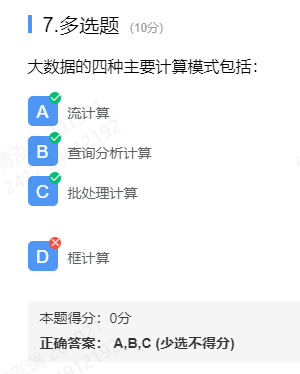 7.多选题 (10分)
大数据的四种主要计算模式包括：
A 流计算
B 查询分析计算
C 批处理计算
D 框计算
本题得分： 0分
正确答案： A,B,C (少选不得分)